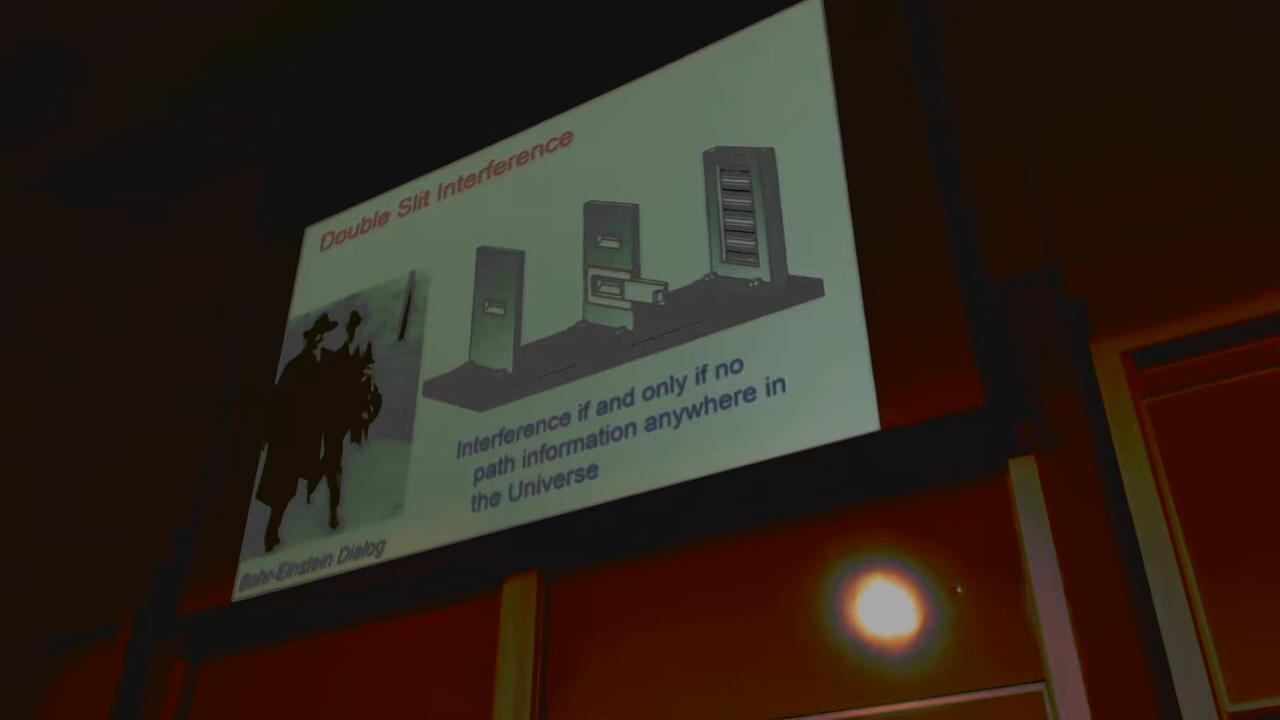 Double Slit Interference
Interference if and only if no
path information anywhere in
the Universe
Bohr-Einstein Dialog